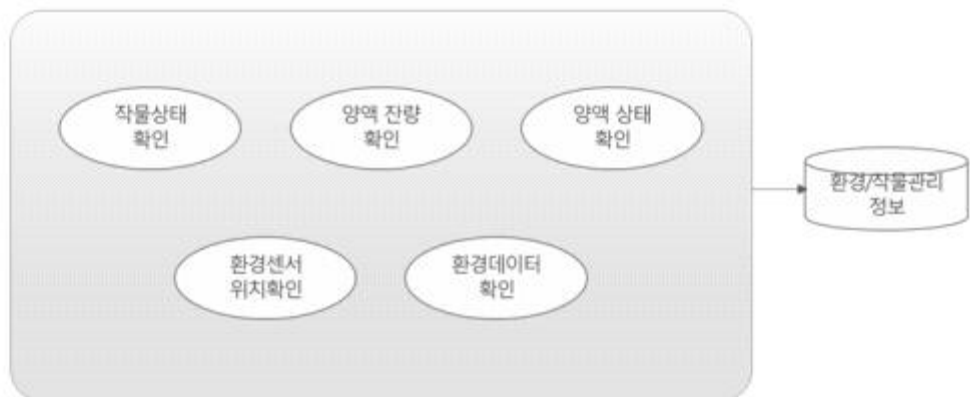 작물상태
확인
양액 잔량
확인
양액 상태
확인
환경/작물관리
정보
환경센서
위치확인
환경데이터
확인